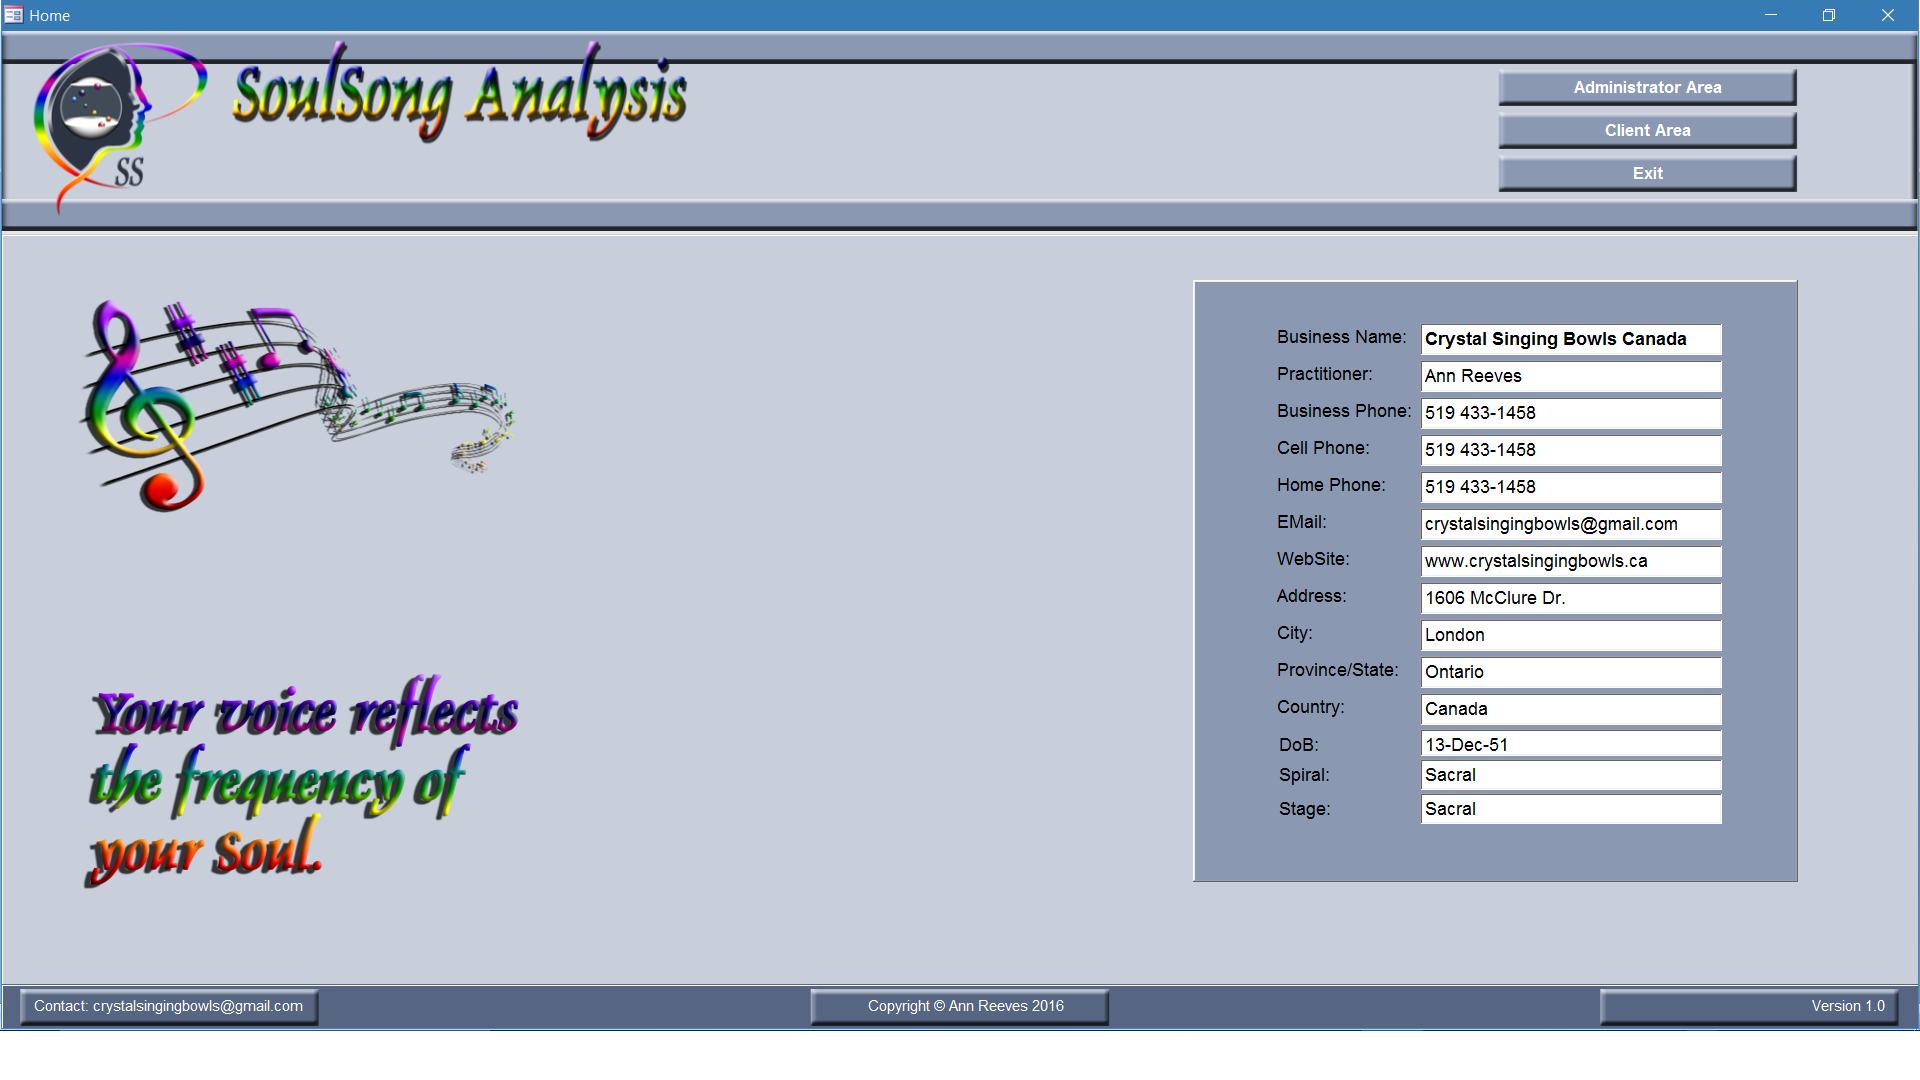 Home
SoulSong Analysis
SS
Administrator Area
Client Area
Exit
Business Name: Crystal Singing Bowls Canada
Practitioner: Ann Reeves
Business Phone: 519 433-1458
Cell Phone: 519 433-1458
Home Phone: 519 433-1458
EMail: crystalsingingbowls@gmail.com
WebSite: www.crystalsingingbowls.ca
Address: 1606 McClure Dr.
City: London
Province/State: Ontario
Country: Canada
DoB: 13-Dec-51
Spiral: Sacral
Stage: Sacral
Your voice reflects
the frequency of
your Soul.
Contact: crystalsingingbowls@gmail.com
Copyright © Ann Reeves 2016
Version 1.0